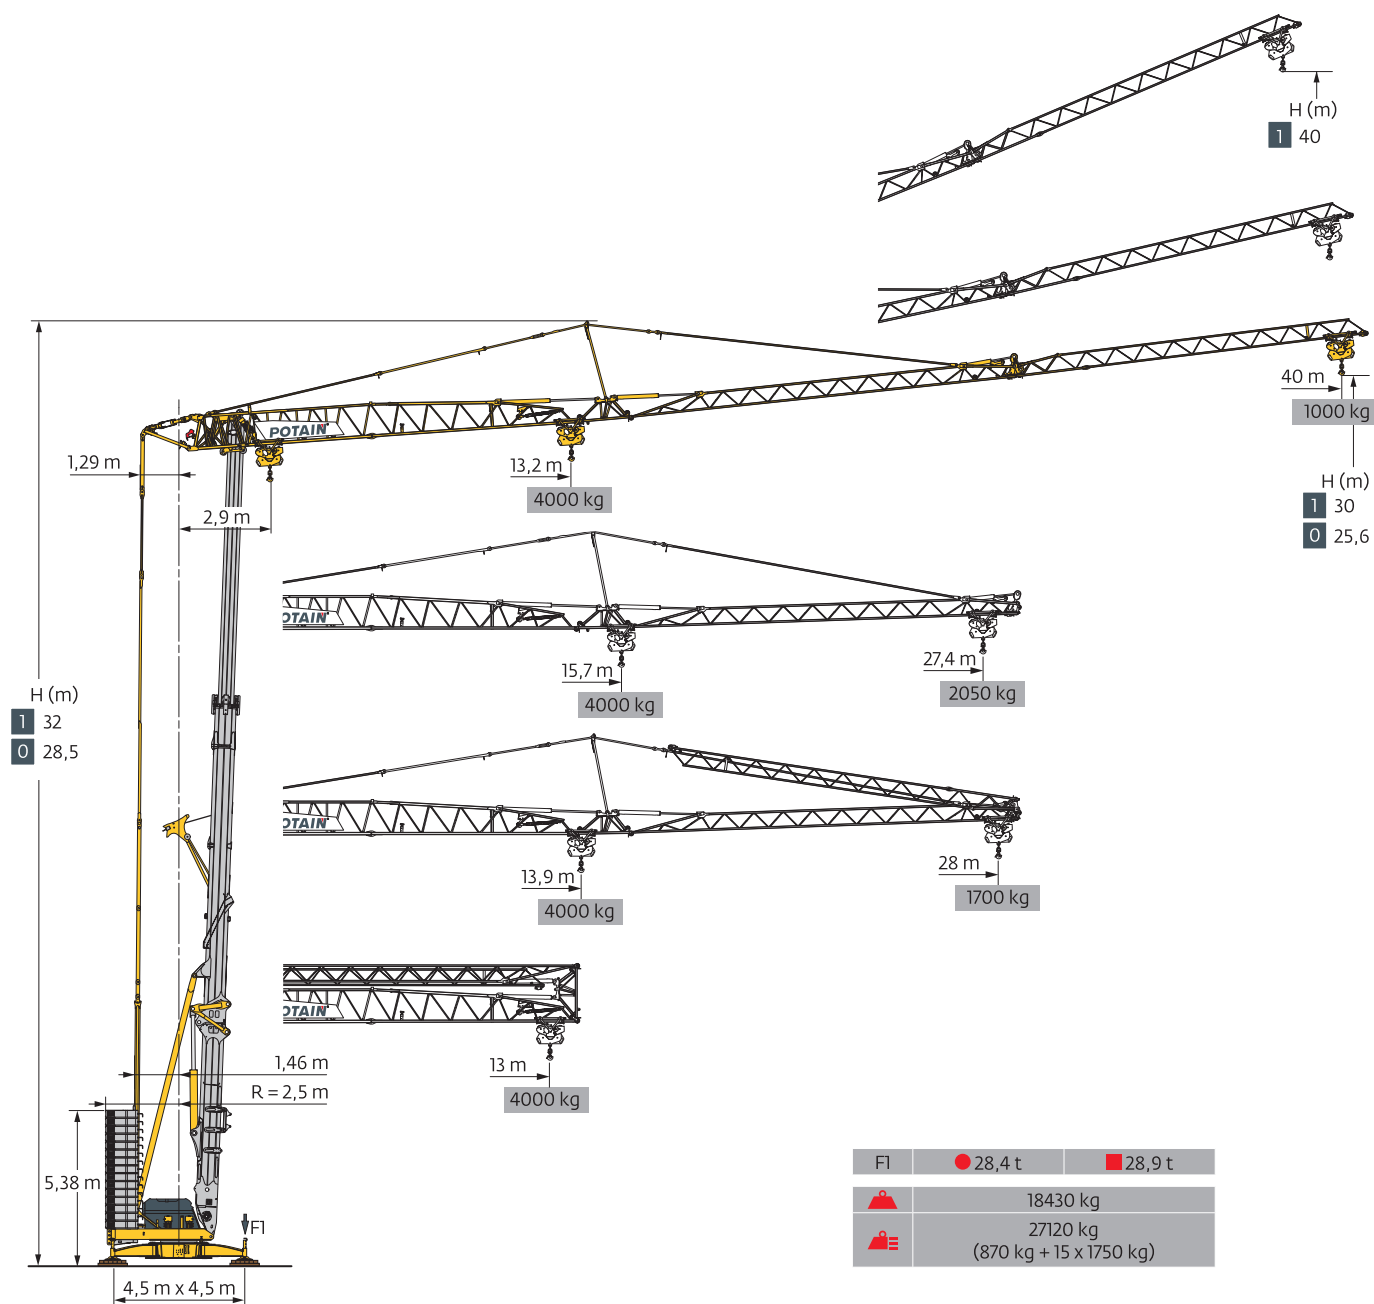 H (m)
1 40
40 m
1000 kg
POTAIN
1,29 m
13,2 m
4000 kg
2,9 m
H (m)
1 30
0 25,6
OTAIN
15,7 m
4000 kg
27,4 m
2050 kg
H (m)
1 32
0 28,5
OTAIN
13,9 m
4000 kg
28 m
1700 kg
OTAIN
13 m
4000 kg
1,46 m
R = 2,5 m
5,38 m
F1
4,5 m x 4,5 m
F1 28,4 t 28,9 t
18430 kg
27120 kg
(870 kg + 15 x 1750 kg)